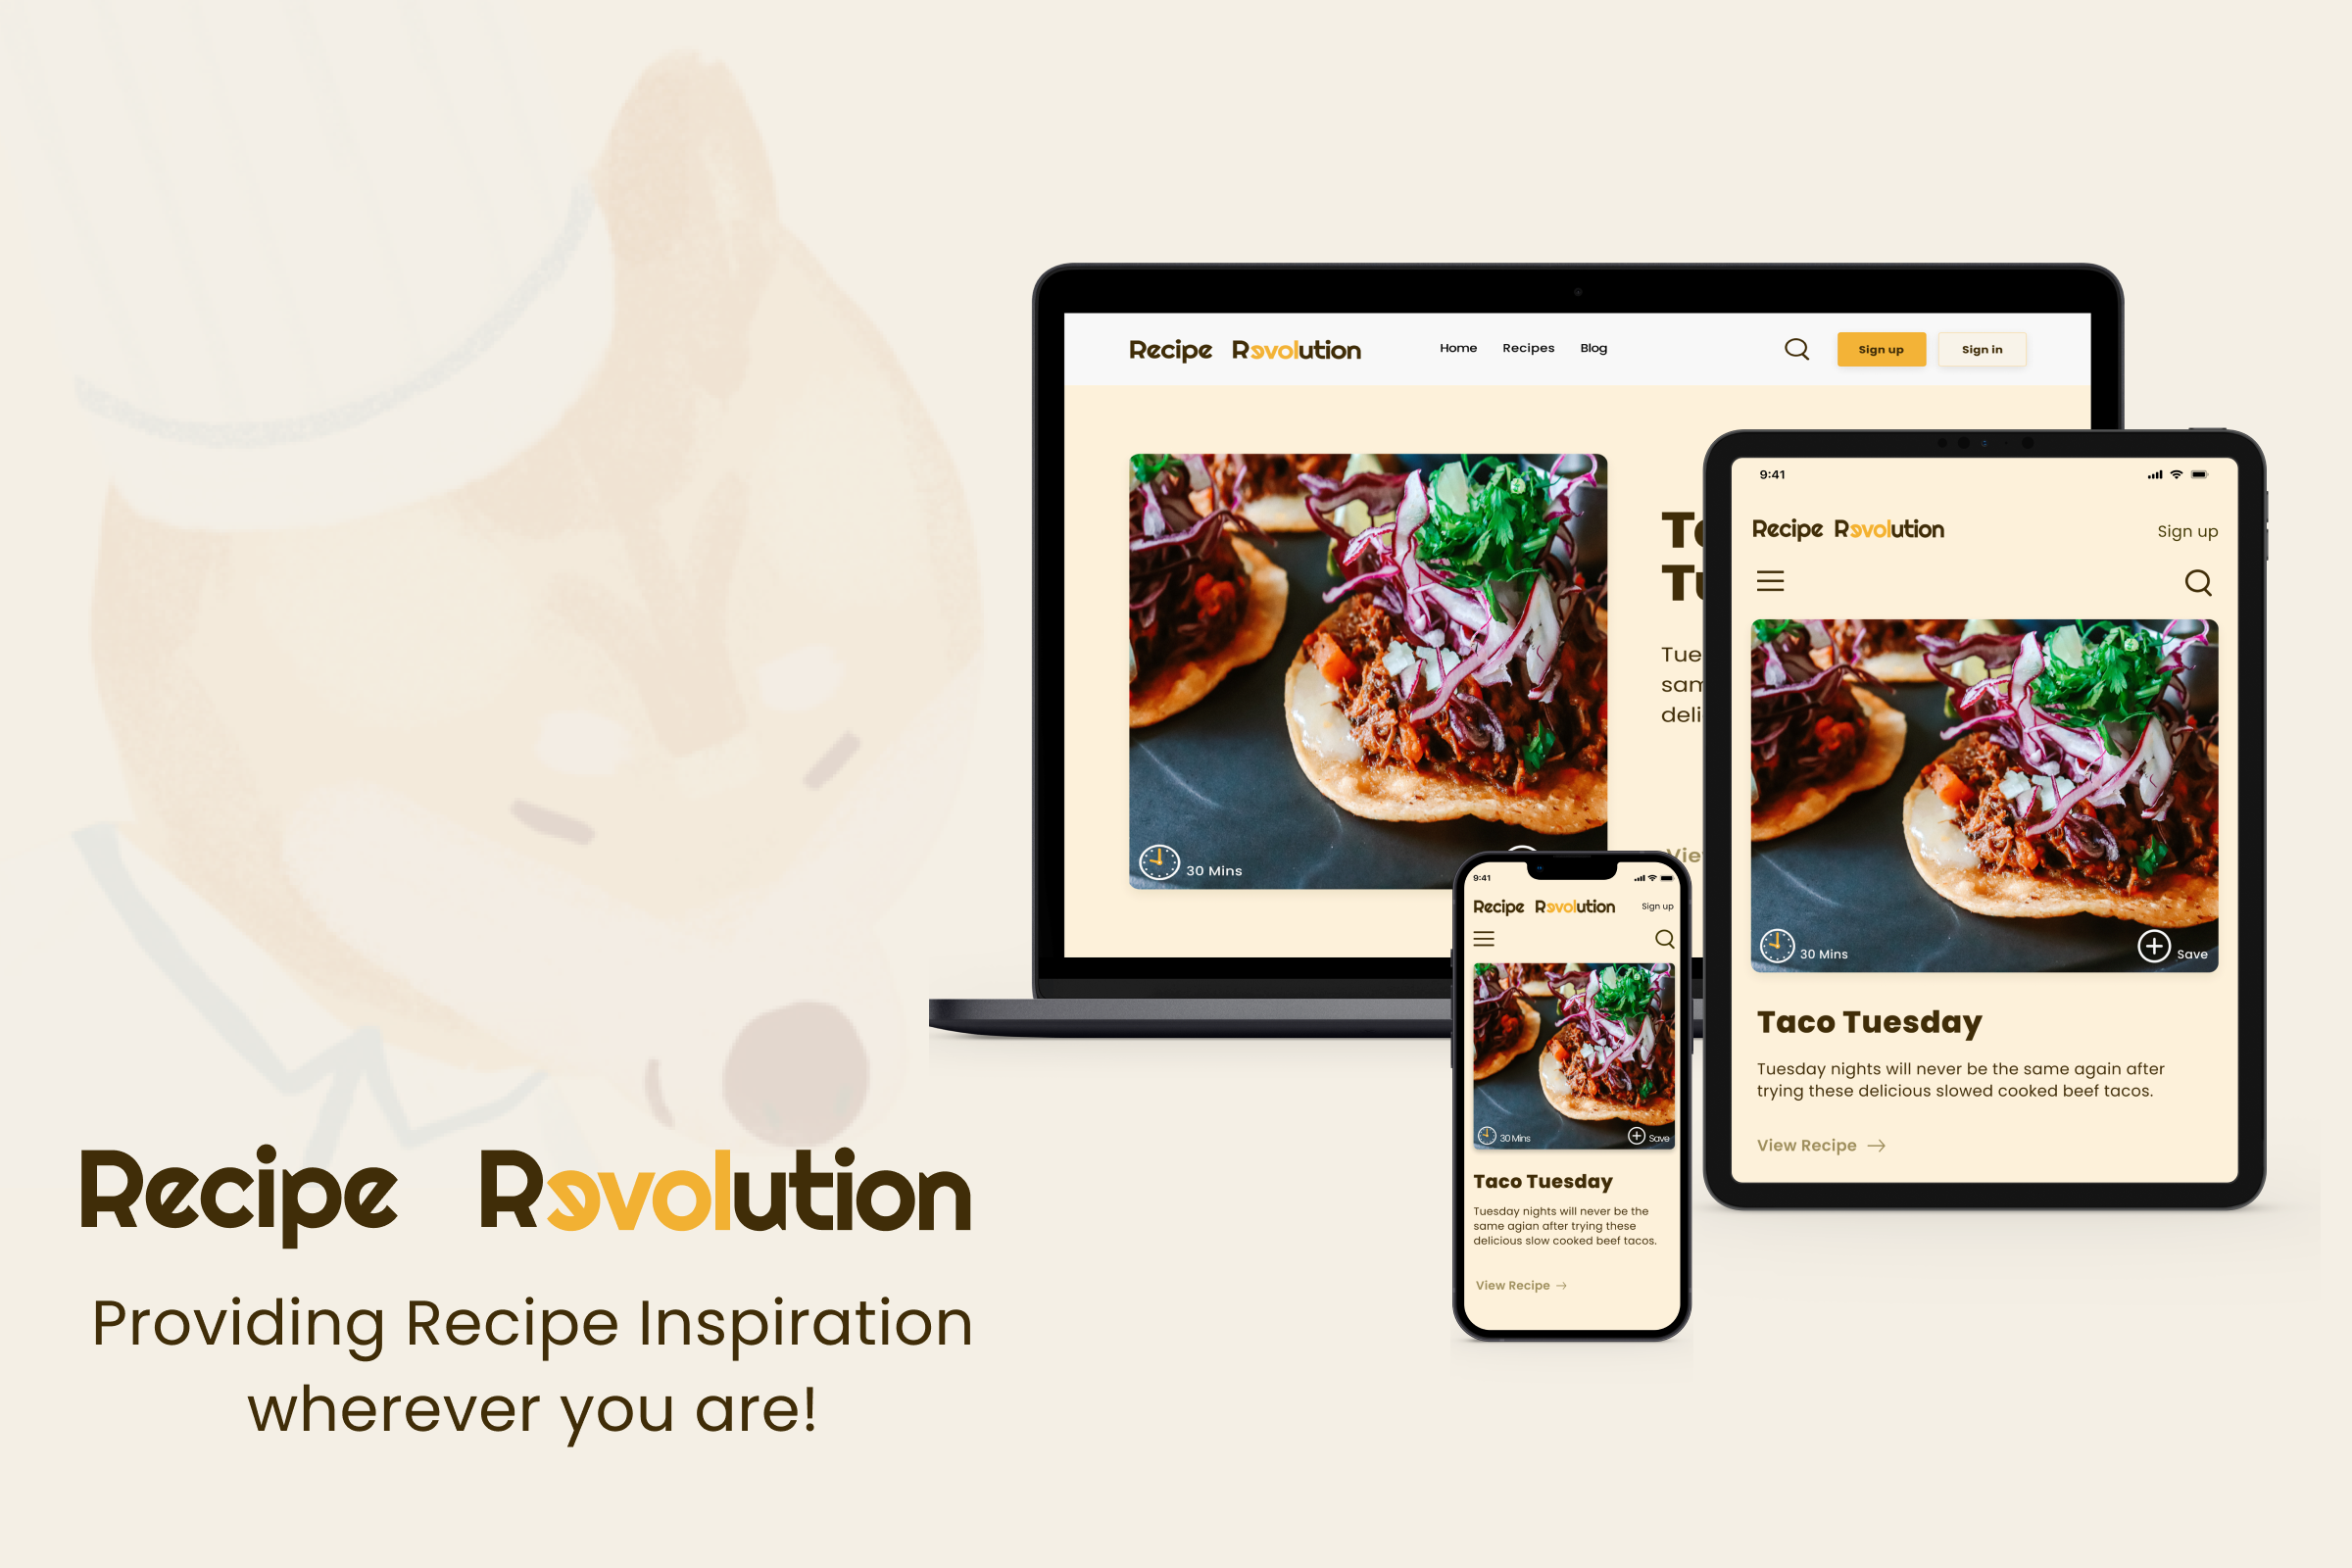 Recipe Revolution
Providing Recipe Inspiration
wherever you are!
Recipe Revolution
Home Recipes Blog
Sign up Sign in
Tue
sam
deli
30 Mins
9:41
Recipe Revolution
Sign up
30 Mins
Save
Taco Tuesday
Tuesday nights will never be the
same agian after trying these
delicious slow cooked beef tacos.
View Recipe
9:41
Recipe Revolution
Sign up
30 Mins
Save
Taco Tuesday
Tuesday nights will never be the same again after
trying these delicious slowed cooked beef tacos.
View Recipe